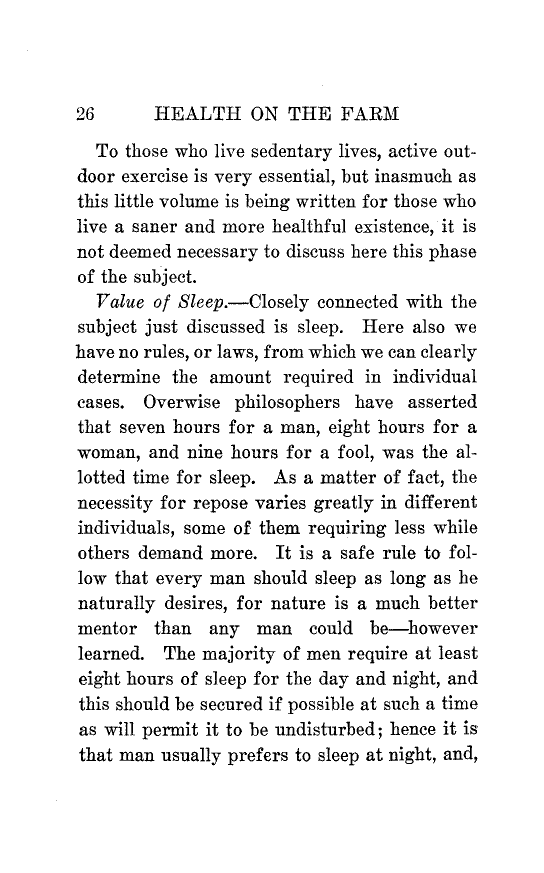 26 HEALTH ON THE FARM
To those who live sedentary lives, active out-
door exercise is very essential, but inasmuch as
this little volume is being written for those who
live a saner and more healthful existence, it is
not deemed necessary to discuss here this phase
of the subject.
Value of Sleep.—Closely connected with the
subject just discussed is sleep. Here also we
have no rules, or laws, from which we can clearly
determine the amount required in individual
cases. Overwise philosophers have asserted
that seven hours for a man, eight hours for a
woman, and nine hours for a fool, was the al-
lotted time for sleep. As a matter of fact, the
necessity for repose varies greatly in different
individuals, some of them requiring less while
others demand more. It is a safe rule to fol-
low that every man should sleep as long as he
naturally desires, for nature is a much better
mentor than any man could be—however
learned. The majority of men require at least
eight hours of sleep for the day and night, and
this should be secured if possible at such a time
as will permit it to be undisturbed; hence it is
that man usually prefers to sleep at night, and,